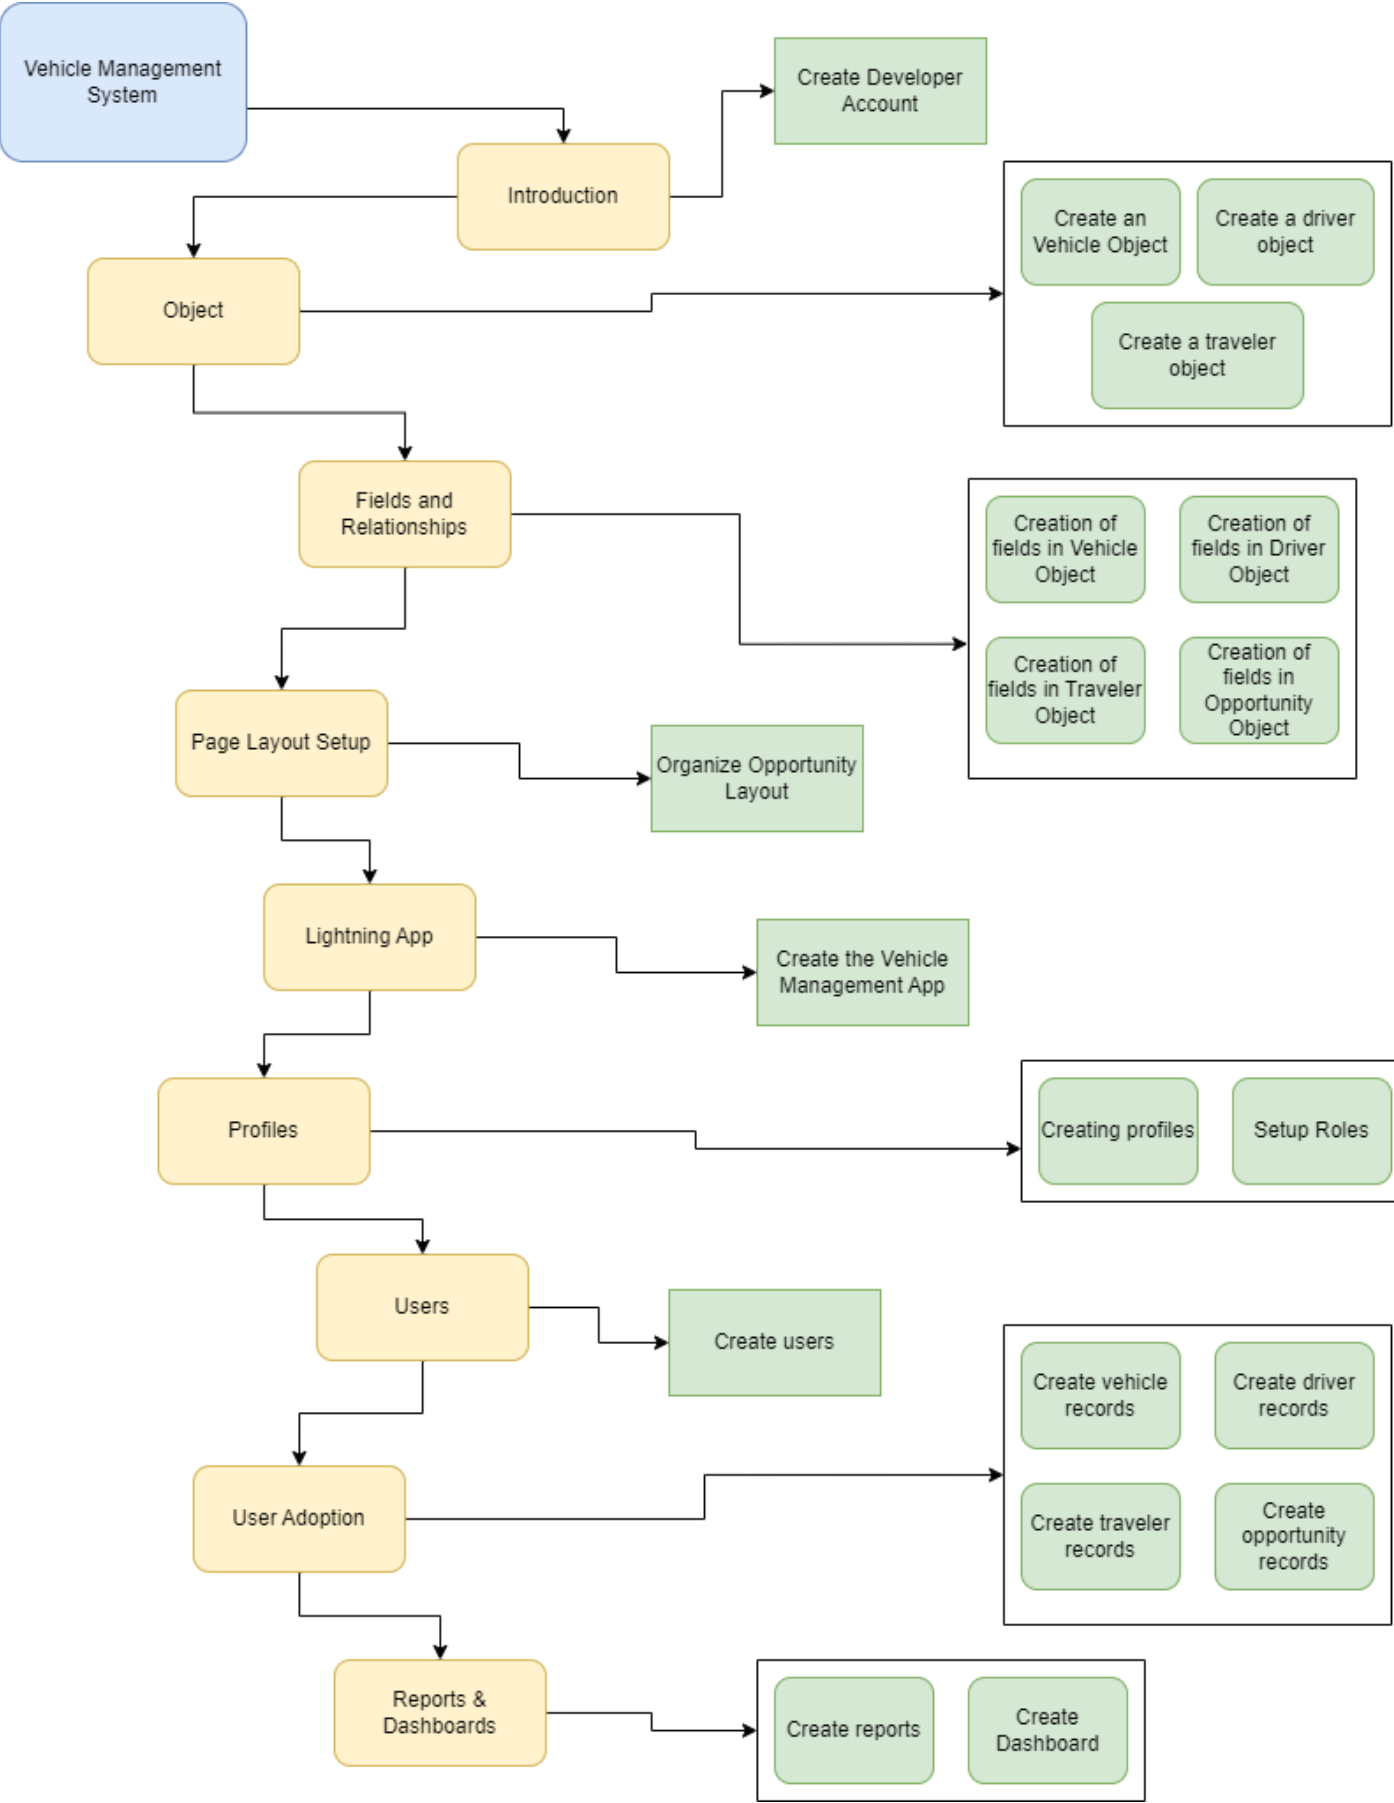 Vehicle Management
System
Create Developer
Account
Introduction
Create an
Vehicle Object
Create a driver
object
Object
Create a traveler
object
Fields and
Relationships
Creation of
fields in Vehicle
Object
Creation of
fields in Driver
Object
Creation of
fields in Traveler
Object
Creation of
fields in
Opportunity
Object
Page Layout Setup
Organize Opportunity
Layout
Lightning App
Create the Vehicle
Management App
Profiles
Creating profiles
Setup Roles
Users
Create users
Create vehicle
records
Create driver
records
User Adoption
Create traveler
records
Create
opportunity
records
Reports &
Dashboards
Create reports
Create
Dashboard